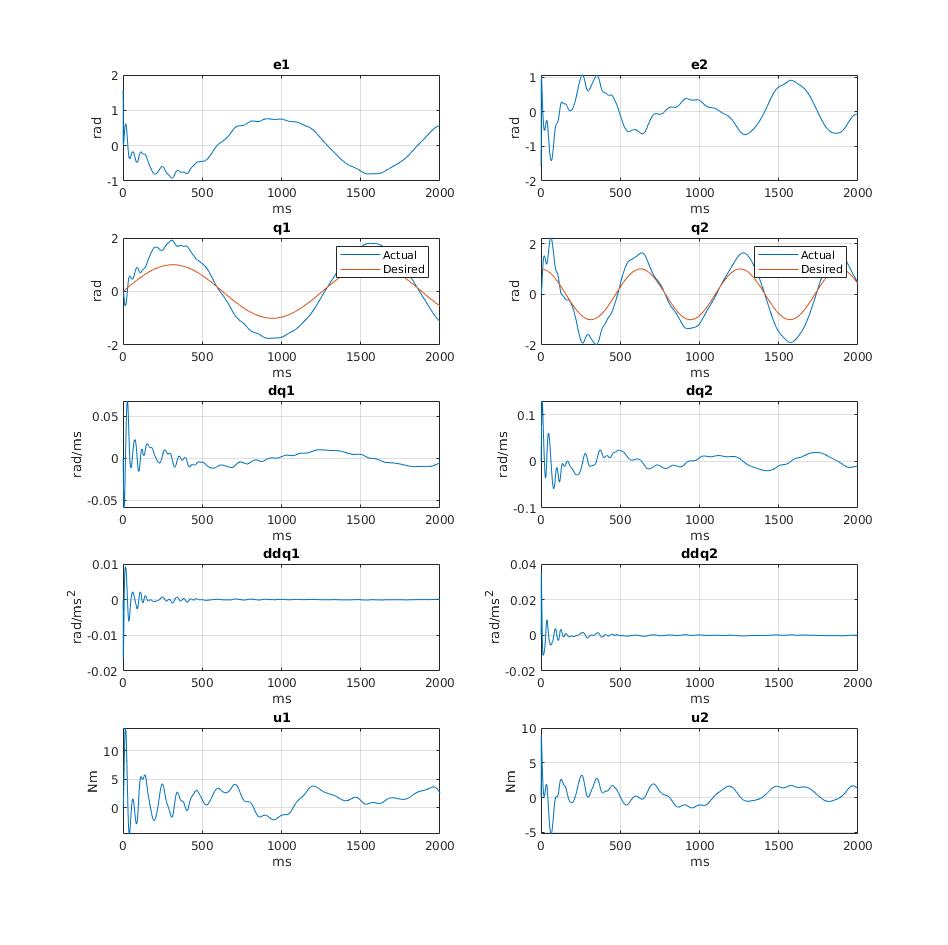 e1
e2
2
1
0
-1
rad
0
500
1000
1500
2000
ms
1
0
-1
-2
rad
0
500
1000
1500
2000
ms
q1
q2
2
0
-2
rad
Actual
Desired
0
500
1000
1500
2000
ms
2
0
-2
rad
Actual
Desired
0
500
1000
1500
2000
ms
dq1
dq2
0.05
0
-0.05
rad/ms
0
500
1000
1500
2000
ms
0.1
0
-0.1
rad/ms
0
500
1000
1500
2000
ms
ddq1
ddq2
0.01
0
-0.01
-0.02
rad/ms²
0
500
1000
1500
2000
ms
0.04
0.02
0
-0.02
rad/ms²
0
500
1000
1500
2000
ms
u1
u2
10
5
0
Nm
0
500
1000
1500
2000
ms
10
5
0
-5
Nm
0
500
1000
1500
2000
ms